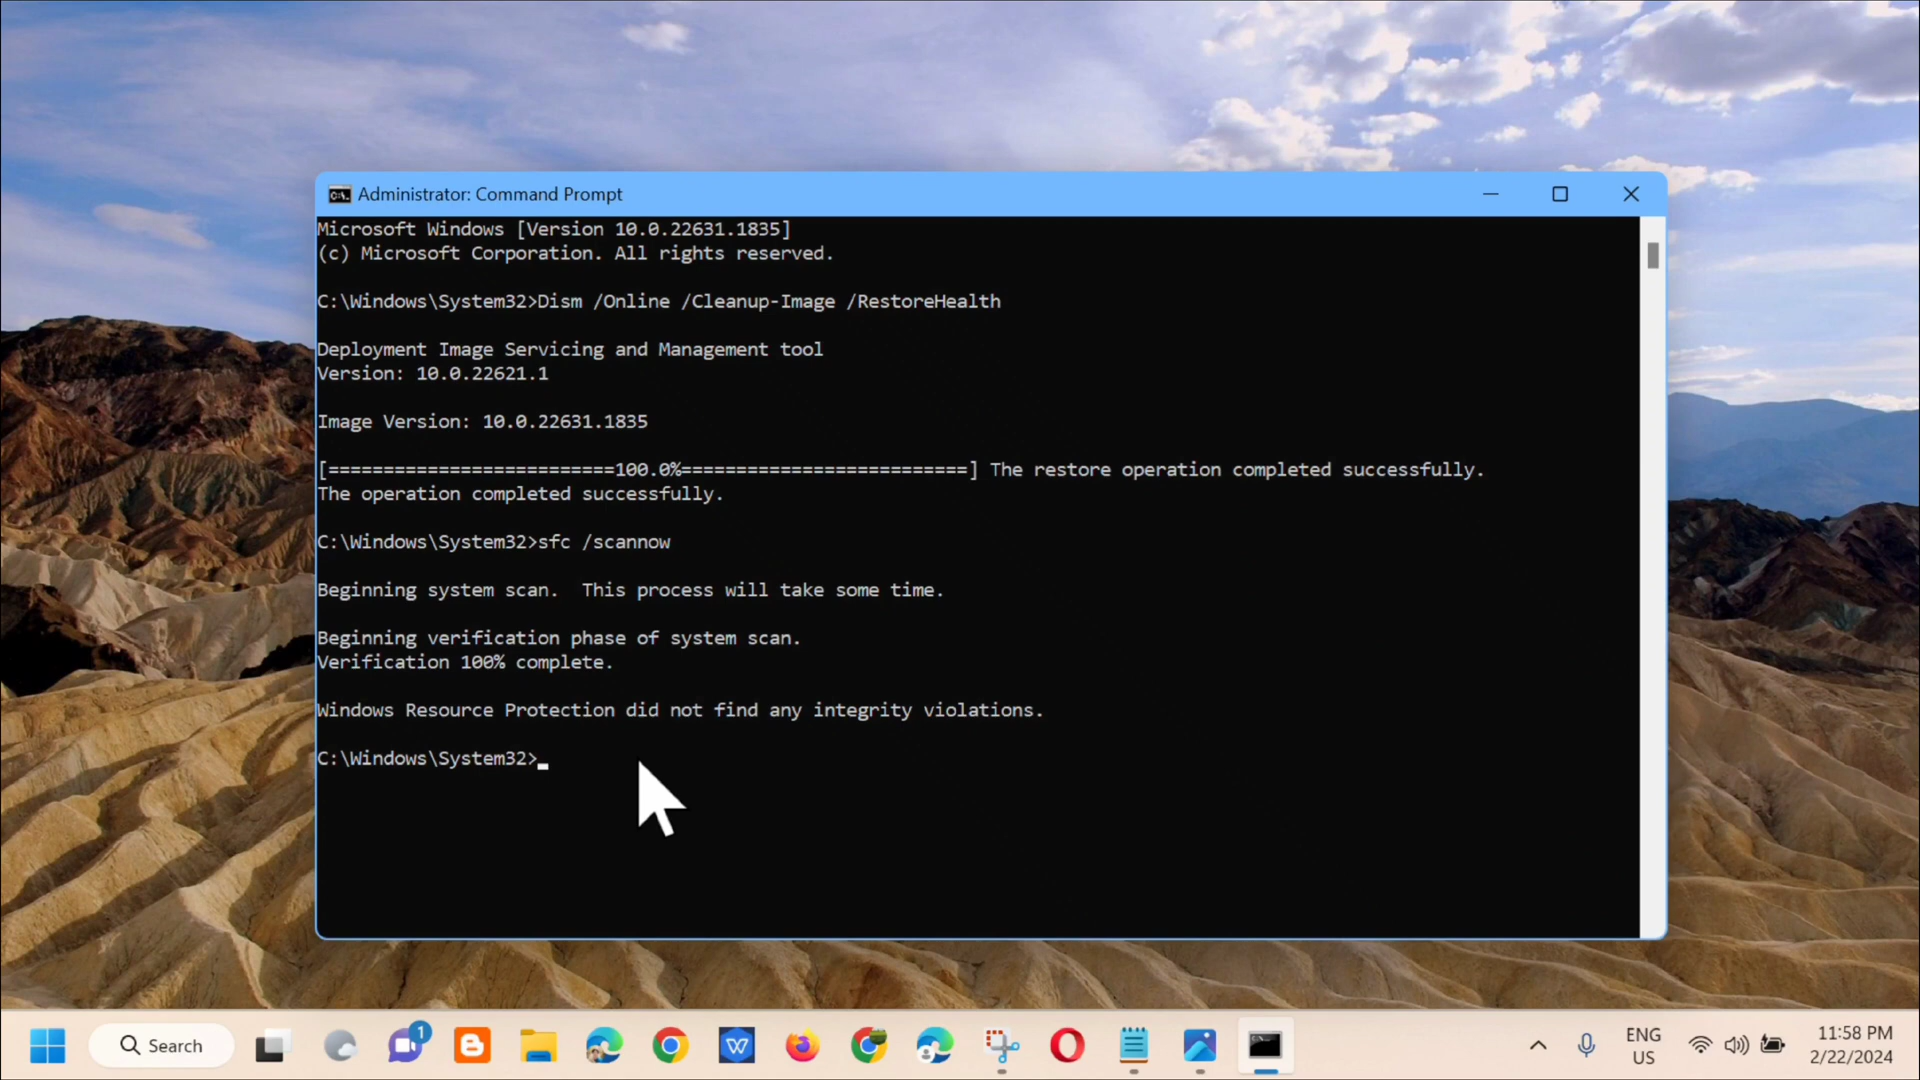 Administrator: Command Prompt
Microsoft Windows [Version 10.0.22631.1835]
(c) Microsoft Corporation. All rights reserved.
C:\Windows\System32>Dism /Online /Cleanup-Image /RestoreHealth
Deployment Image Servicing and Management tool
Version: 10.0.22621.1
Image Version: 10.0.22631.1835
[==========================100.0%==========================] The restore operation completed successfully.
The operation completed successfully.
C:\Windows\System32>sfc /scannow
Beginning system scan.  This process will take some time.
Beginning verification phase of system scan.
Verification 100% complete.
Windows Resource Protection did not find any integrity violations.
C:\Windows\System32>
Search
1
ENG
US
11:58 PM
2/22/2024